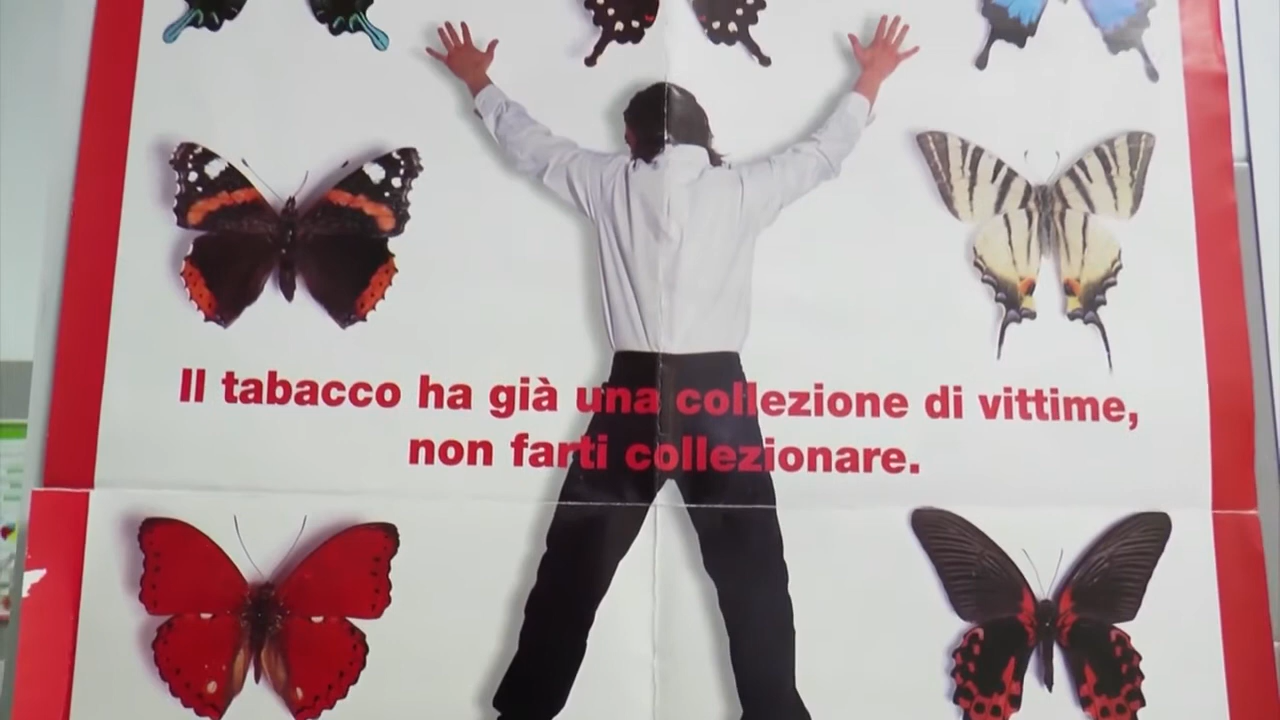 Il tabacco ha già una collezione di vittime,
non farti collezionare.